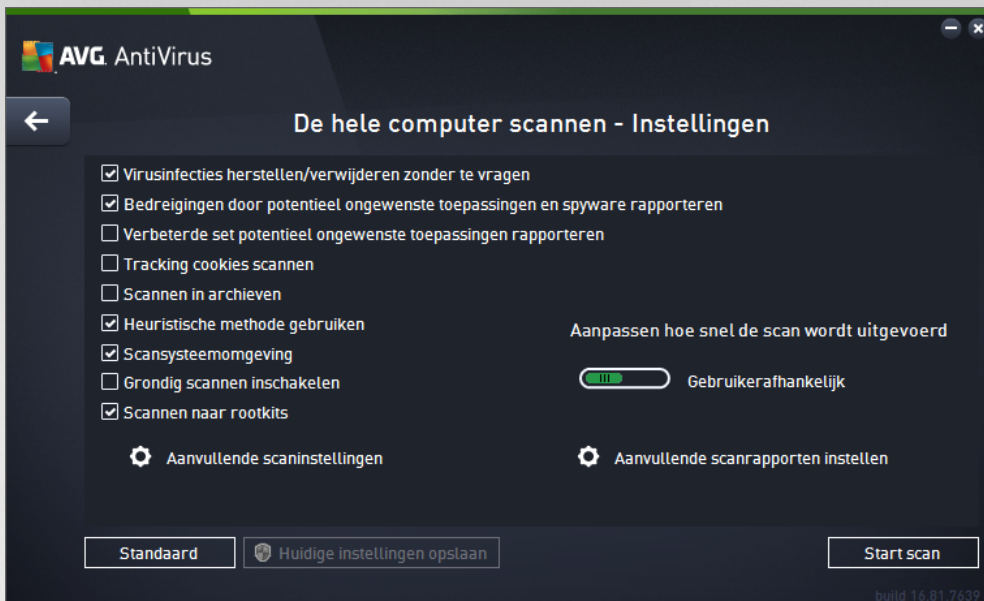 AVG. AntiVirus
De hele computer scannen - Instellingen
Virusinfecties herstellen/verwijderen zonder te vragen
Bedreigingen door potentieel ongewenste toepassingen en spyware rapporteren
Verbeterde set potentieel ongewenste toepassingen rapporteren
Tracking cookies scannen
Scannen in archieven
Heuristische methode gebruiken
Scansysteemomgeving
Grondig scannen inschakelen
Scannen naar rootkits
Aanpassen hoe snel de scan wordt uitgevoerd
Gebruikerafhankelijk
Aanvullende scaninstellingen
Aanvullende scanrapporten instellen
Standaard
Huidige instellingen opslaan
Start scan
build 16.81.7639